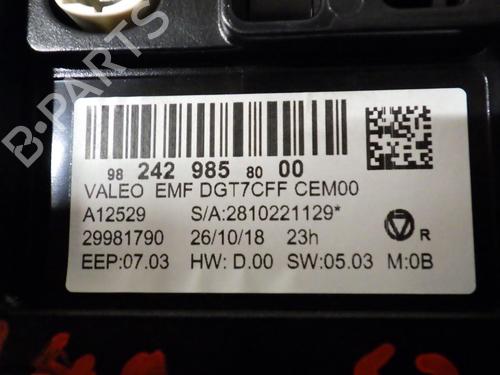 B-PARTS
98 242 985 80 00
VALEO EMF DGT7CFF CEM00
A12529 S/A:2810221129*
29981790 26/10/18 23h R
EEP:07.03 HW:D.00 SW:05.03 M:0B